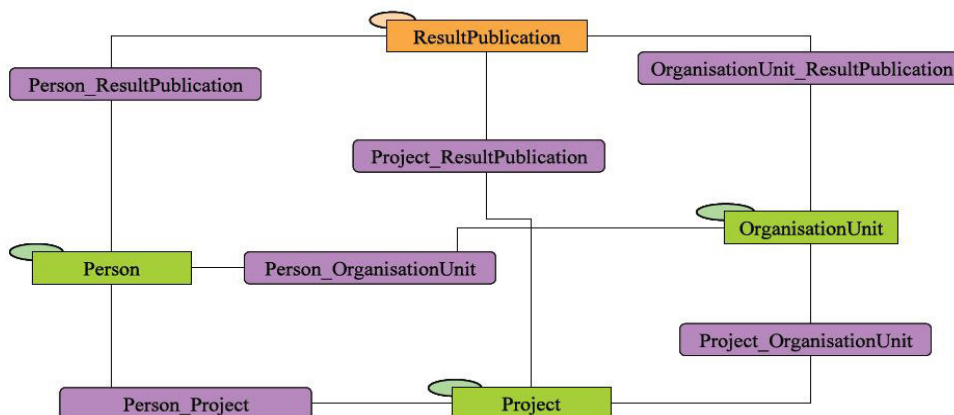 ResultPublication
Person_ResultPublication
OrganisationUnit_ResultPublication
Project_ResultPublication
OrganisationUnit
Person
Person_OrganisationUnit
Project_OrganisationUnit
Person_Project
Project